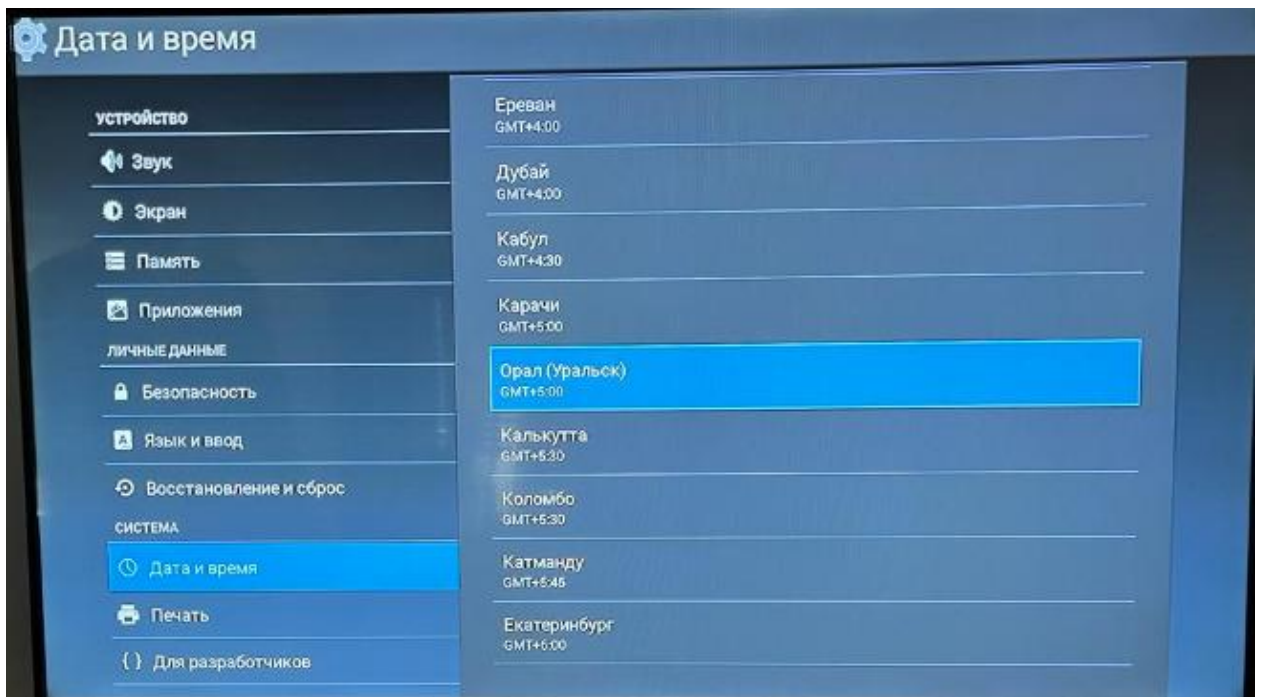 Дата и время
УСТРОЙСТВО
Звук
Экран
Память
Приложения
ЛИЧНЫЕ ДАННЫЕ
Безопасность
Язык и ввод
Восстановление и сброс
СИСТЕМА
Дата и время
Печать
{ } Для разработчиков
Ереван
GMT+4:00
Дубай
GMT+4:00
Кабул
GMT+4:30
Карачи
GMT+5:00
Орал (Уральск)
GMT+5:00
Калькутта
GMT+5:30
Коломбо
GMT+5:30
Катманду
GMT+5:45
Екатеринбург
GMT+6:00